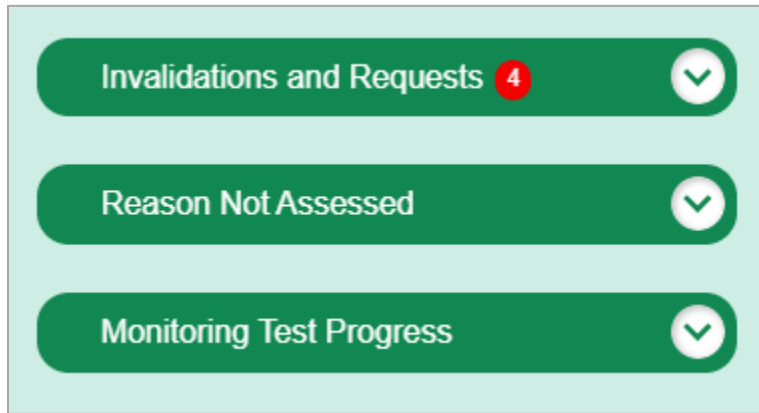 Invalidations and Requests 4
Reason Not Assessed
Monitoring Test Progress